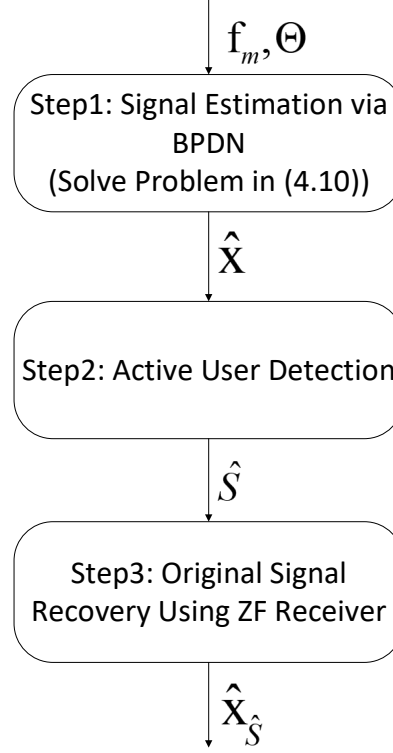 f_m, Θ
Step1: Signal Estimation via
BPDN
(Solve Problem in (4.10))
x̂
Step2: Active User Detection
Ŝ
Step3: Original Signal
Recovery Using ZF Receiver
x̂_Ŝ